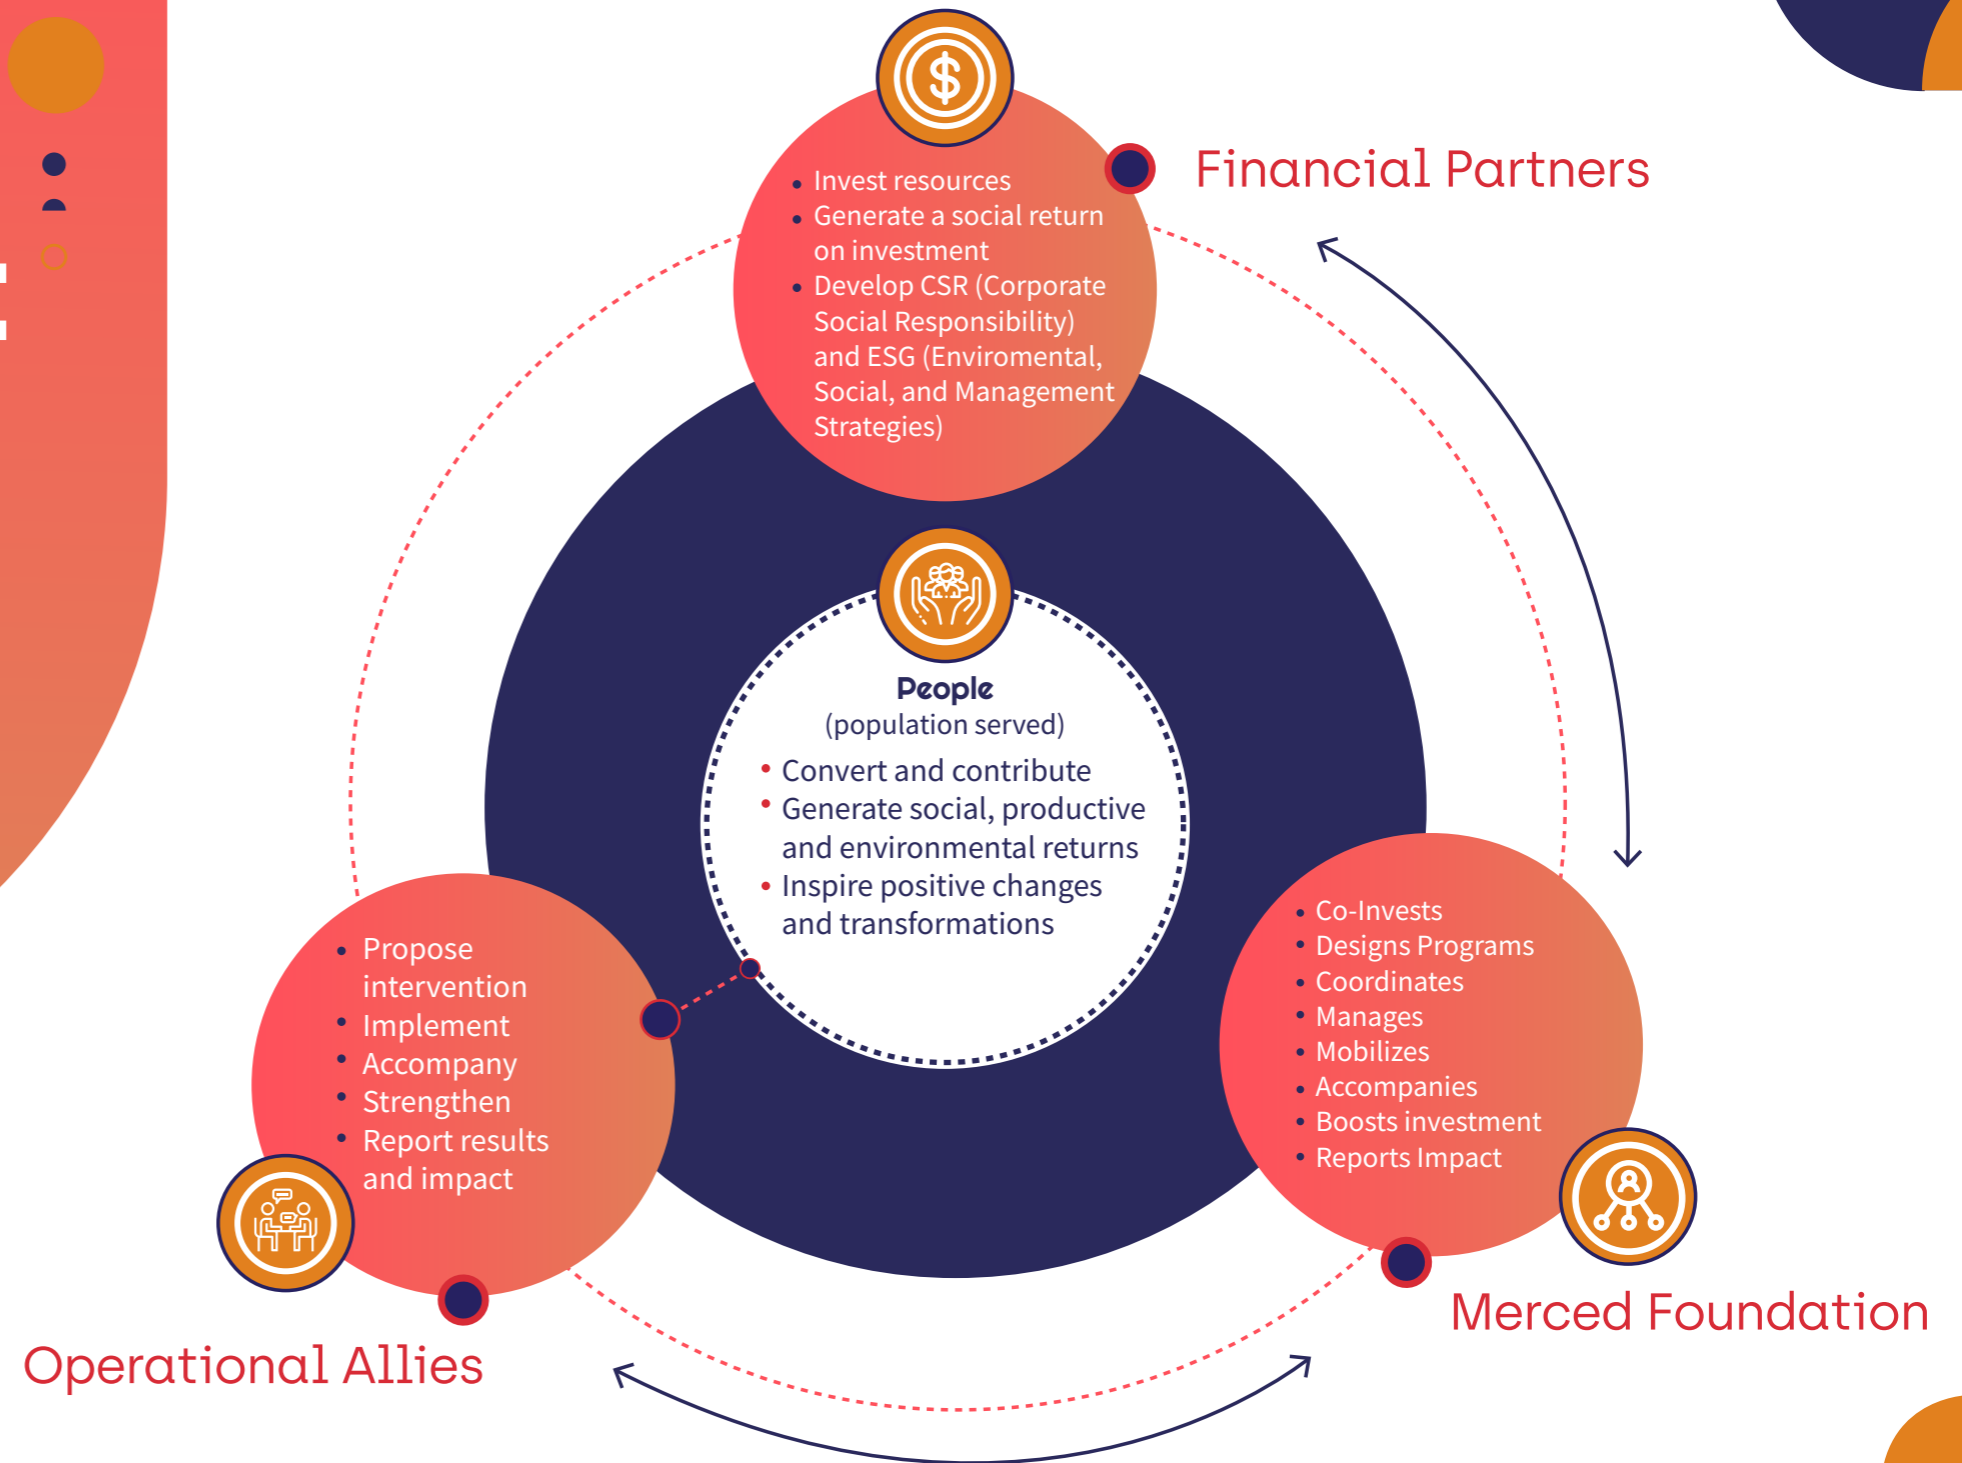 Financial Partners
• Invest resources
• Generate a social return
on investment
• Develop CSR (Corporate
Social Responsibility)
and ESG (Enviromental,
Social, and Management
Strategies)
People
(population served)
• Convert and contribute
• Generate social, productive
and environmental returns
• Inspire positive changes
and transformations
• Propose
intervention
• Implement
• Accompany
• Strengthen
• Report results
and impact
Operational Allies
• Co-Invests
• Designs Programs
• Coordinates
• Manages
• Mobilizes
• Accompanies
• Boosts investment
• Reports Impact
Merced Foundation